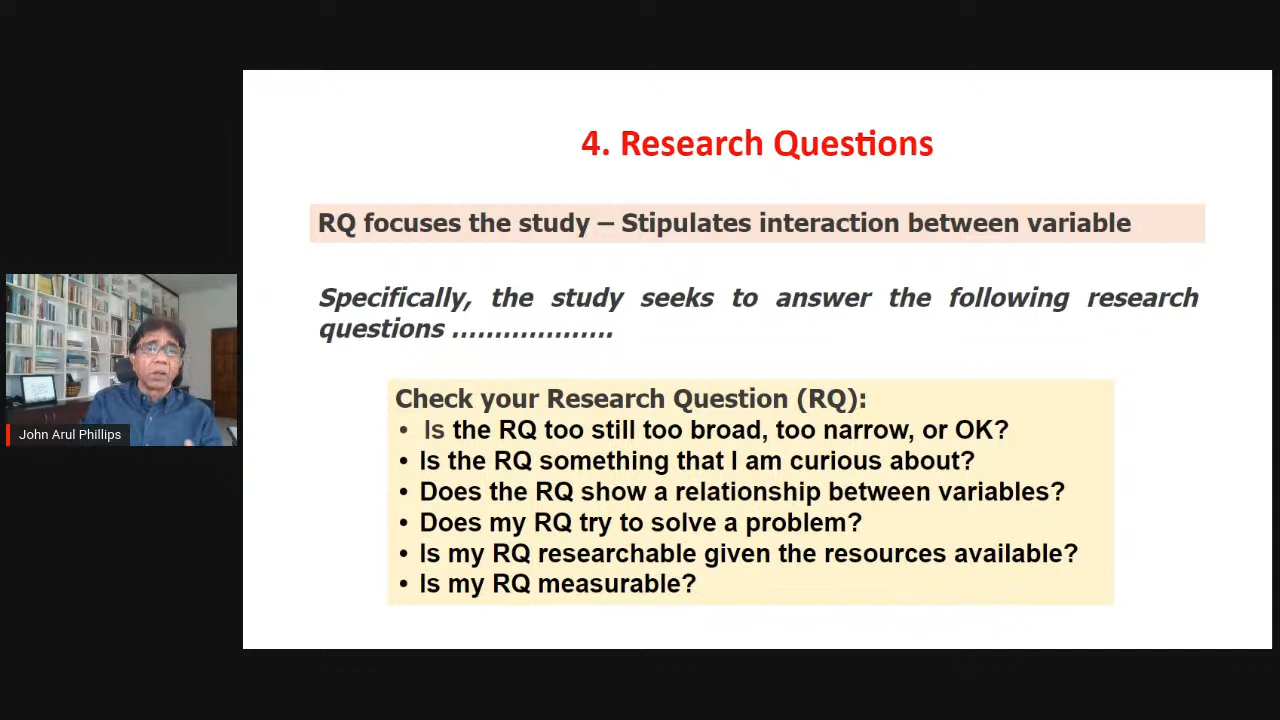 4. Research Questions
RQ focuses the study – Stipulates interaction between variable
Specifically, the study seeks to answer the following research
questions ...................
Check your Research Question (RQ):
• Is the RQ too still too broad, too narrow, or OK?
• Is the RQ something that I am curious about?
• Does the RQ show a relationship between variables?
• Does my RQ try to solve a problem?
• Is my RQ researchable given the resources available?
• Is my RQ measurable?
John Arul Phillips